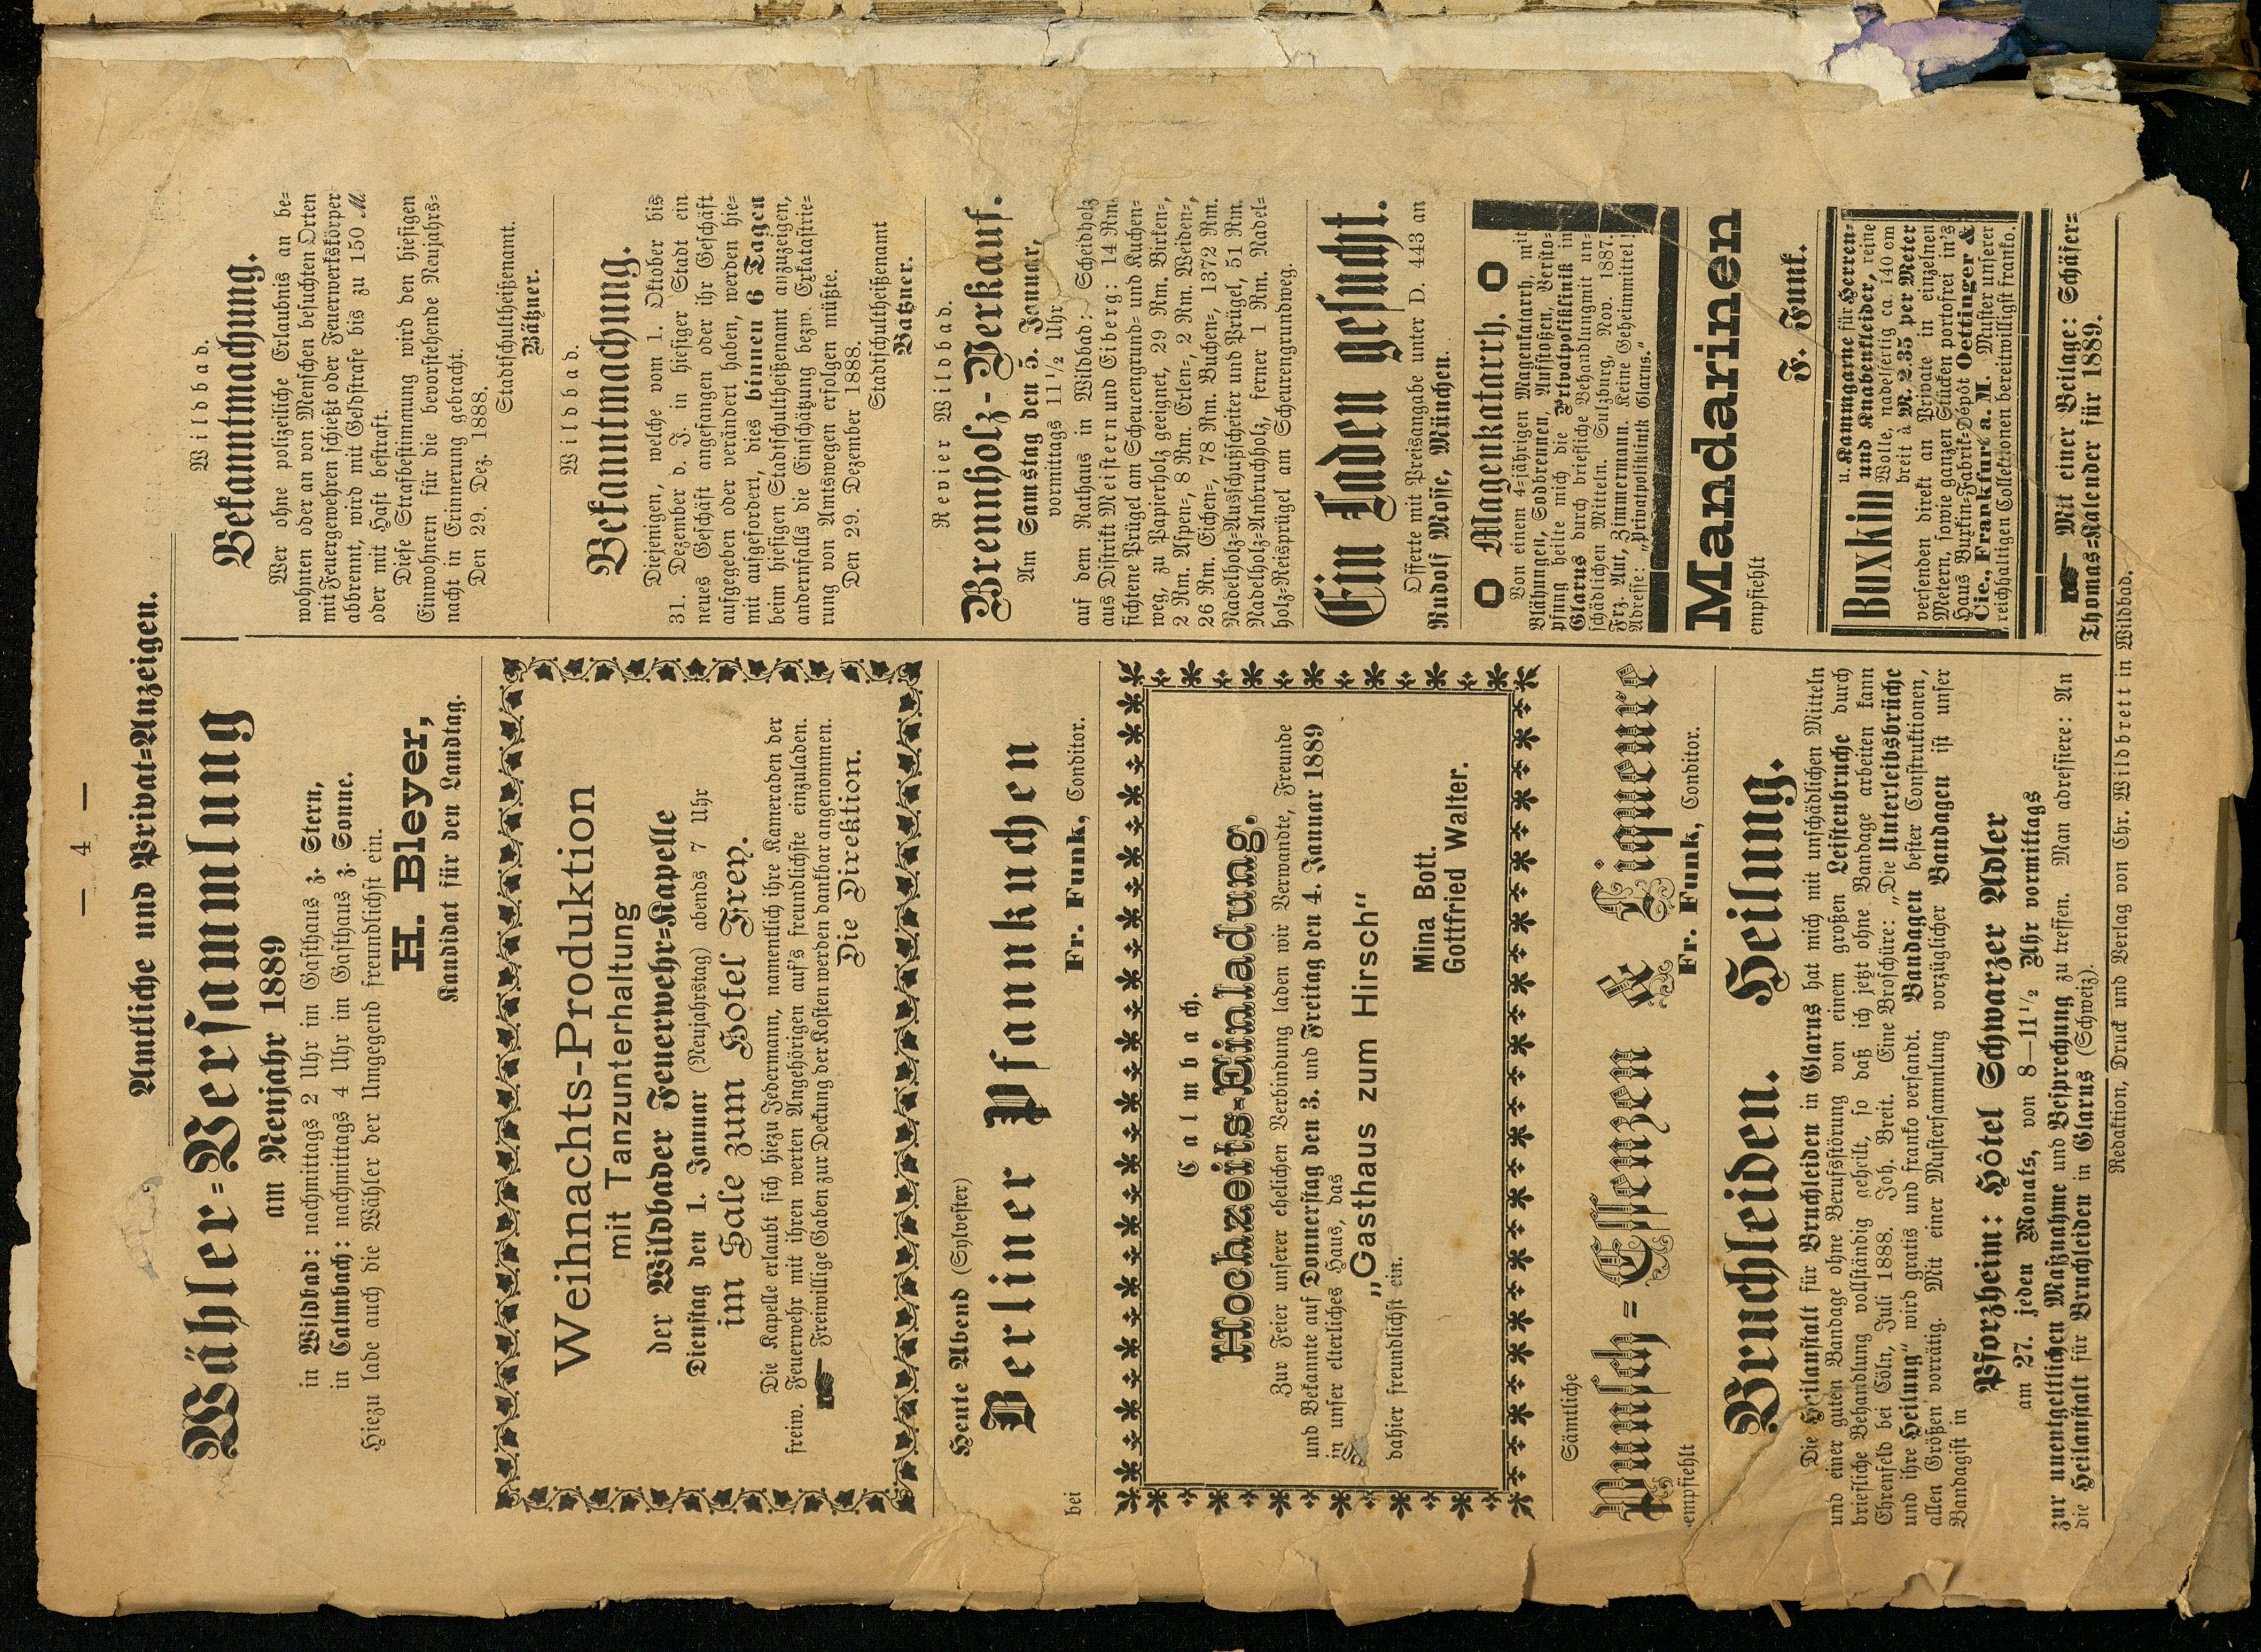 — 4 —
Amtliche und Privat-Anzeigen.
Wähler-Versammlung
am Neujahr 1889
in Wildbad: nachmittags 2 Uhr im Gasthaus z. Stern,
in Calmbach: nachmittags 4 Uhr im Gasthaus z. Sonne.
Hiezu lade auch die Wähler der Umgegend freundlichst ein.
H. Bleyer,
Kandidat für den Landtag.
Weihnachts-Produktion
mit Tanzunterhaltung
der Wildbader Feuerwehr-Kapelle
Dienstag den 1. Januar (Neujahrstag) abends 7 Uhr
im Sale zum Hotel Frey.
Die Kapelle erlaubt sich hiezu Jedermann, namentlich ihre Kameraden der
freiw. Feuerwehr mit ihren werten Angehörigen auf's freundlichste einzuladen.
☛ Freiwillige Gaben zur Deckung der Kosten werden dankbar angenommen.
Die Direktion.
Heute Abend (Sylvester)
Berliner Pfannkuchen
bei Fr. Funk, Conditor.
Calmbach.
Hochzeits-Einladung.
Zur Feier unserer ehelichen Verbindung laden wir Verwandte, Freunde
und Bekannte auf Donnerstag den 3. und Freitag den 4. Januar 1889
in unser elterliches Haus, das
„Gasthaus zum Hirsch“
dahier freundlichst ein.
Mina Bott.
Gottfried Walter.
Sämtliche
Punsch-Essenzen & Liqueure
empfiehlt Fr. Funk, Conditor.
Bruchleiden. Heilung.
Die Heilanstalt für Bruchleiden in Glarus hat mich mit unschädlichen Mitteln
und einer guten Bandage ohne Berufsstörung von einem großen Leistenbruche durch
briefliche Behandlung vollständig geheilt, so daß ich jetzt ohne Bandage arbeiten kann
Ehrenfeld bei Cöln, Juli 1888. Joh. Breit. Eine Broschüre: „Die Unterleibsbrüche
und ihre Heilung“ wird gratis und franko versandt. Bandagen bester Construktionen,
allen Größen vorrätig. Mit einer Mustersammlung vorzüglicher Bandagen ist unser
Bandagist in
Pforzheim: Hôtel Schwarzer Adler
am 27. jeden Monats, von 8—11½ Uhr vormittags
zur unentgeltlichen Maßnahme und Besprechung zu treffen. Man adressiere: An
die Heilanstalt für Bruchleiden in Glarus (Schweiz).
Wildbad.
Bekanntmachung.
Wer ohne polizeiliche Erlaubnis an be-
wohnten oder an von Menschen besuchten Orten
mit Feuergewehren schießt oder Feuerwerkskörper
abbrennt, wird mit Geldstrafe bis zu 150 M
oder mit Haft bestraft.
Diese Strafbestimmung wird den hiesigen
Einwohnern für die bevorstehende Neujahrs-
nacht in Erinnerung gebracht.
Den 29. Dez. 1888.
Stadtschultheißenamt.
Bätzner.
Wildbad.
Bekanntmachung.
Diejenigen, welche vom 1. Oktober bis
31. Dezember d. J. in hiesiger Stadt ein
neues Geschäft angefangen oder ihr Geschäft
aufgegeben oder verändert haben, werden hie-
mit aufgefordert, dies binnen 6 Tagen
beim hiesigen Stadtschultheißenamt anzuzeigen,
andernfalls die Einschätzung bezw. Exkatastrie-
rung von Amtswegen erfolgen müßte.
Den 29. Dezember 1888.
Stadtschultheißenamt
Batzner.
Revier Wildbad.
Brennholz-Verkauf.
Am Samstag den 5. Januar,
vormittags 11½ Uhr
auf dem Rathaus in Wildbad: Scheidholz
aus Distrikt Meistern und Eiberg: 14 Rm.
fichtene Prügel am Scheuerngrund- und Kuchen-
weg, zu Papierholz geeignet, 29 Rm. Birken-,
2 Rm. Aspen-, 8 Rm. Erlen-, 2 Rm. Weiden-,
26 Rm. Eichen-, 78 Rm. Buchen-, 1372 Rm.
Nadelholz-Ausschußscheiter und Prügel, 51 Rm.
Nadelholz-Anbruchholz, ferner 1 Rm. Nadel-
holz-Reisprügel am Scheurengrundweg.
Ein Laden gesucht.
Offerte mit Preisangabe unter D. 443 an
Rudolf Mosse, München.
O Magenkatarrh. O
Von einem 4-jährigen Magenkatarrh, mit
Blähungen, Sodbrennen, Aufstoßen, Versto-
pfung heilte mich die Privatpoliklinik in
Glarus durch briefliche Behandlung mit un-
schädlichen Mitteln. Sulzburg, Nov. 1887.
Frz. Aut, Zimmermann. Keine Geheimmittel!
Adresse: „Privatpoliklinik Glarus.“
Mandarinen
empfiehlt F. Funk.
Buxkin u. Kammgarne für Herren-
und Knabenkleider, reine
Wolle, nadelfertig ca. 140 cm
breit à M. 2.35 per Meter
versenden direkt an Private in einzelnen
Metern, sowie ganzen Stücken portofrei in's
Haus Buxkin-Fabrik-Dépôt Oettinger &
Cie., Frankfurt a. M. Muster unserer
reichhaltigen Collektionen bereitwilligst franko.
☛ Mit einer Beilage: Schäfer-
Thomas-Kalender für 1889.
Redaktion, Druck und Verlag von Chr. Wildbrett in Wildbad.